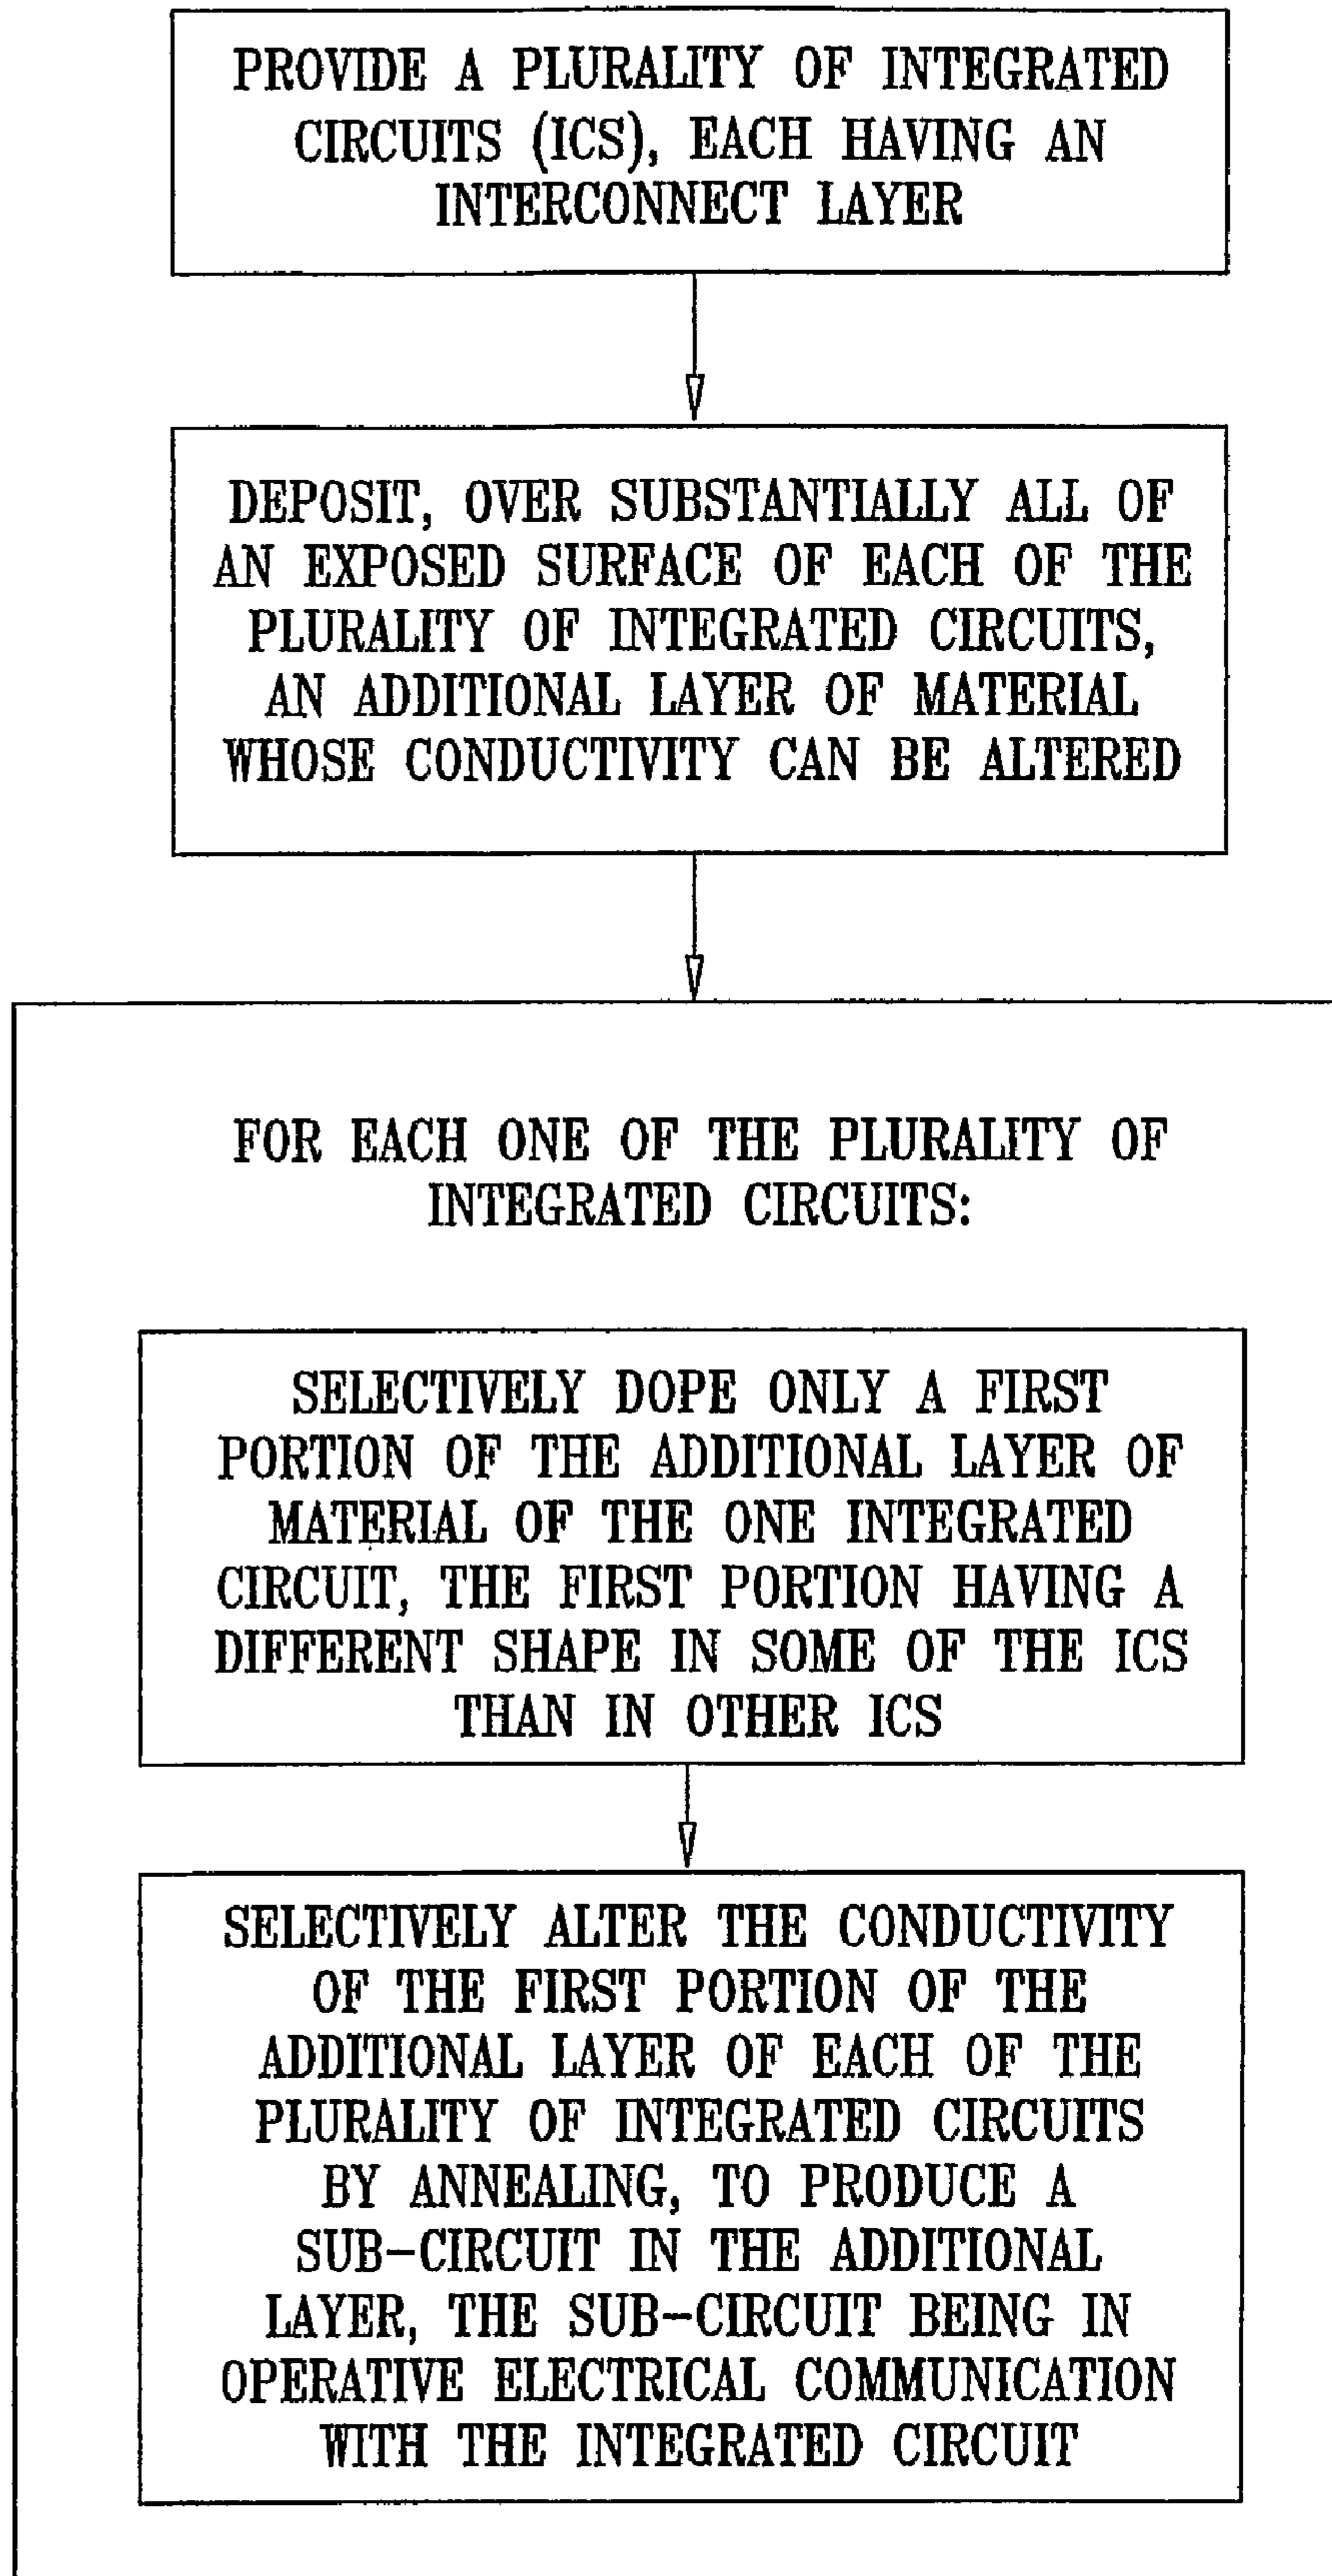 PROVIDE A PLURALITY OF INTEGRATED
CIRCUITS (ICS), EACH HAVING AN
INTERCONNECT LAYER
DEPOSIT, OVER SUBSTANTIALLY ALL OF
AN EXPOSED SURFACE OF EACH OF THE
PLURALITY OF INTEGRATED CIRCUITS,
AN ADDITIONAL LAYER OF MATERIAL
WHOSE CONDUCTIVITY CAN BE ALTERED
FOR EACH ONE OF THE PLURALITY OF
INTEGRATED CIRCUITS:
SELECTIVELY DOPE ONLY A FIRST
PORTION OF THE ADDITIONAL LAYER OF
MATERIAL OF THE ONE INTEGRATED
CIRCUIT, THE FIRST PORTION HAVING A
DIFFERENT SHAPE IN SOME OF THE ICS
THAN IN OTHER ICS
SELECTIVELY ALTER THE CONDUCTIVITY
OF THE FIRST PORTION OF THE
ADDITIONAL LAYER OF EACH OF THE
PLURALITY OF INTEGRATED CIRCUITS
BY ANNEALING, TO PRODUCE A
SUB-CIRCUIT IN THE ADDITIONAL
LAYER, THE SUB-CIRCUIT BEING IN
OPERATIVE ELECTRICAL COMMUNICATION
WITH THE INTEGRATED CIRCUIT